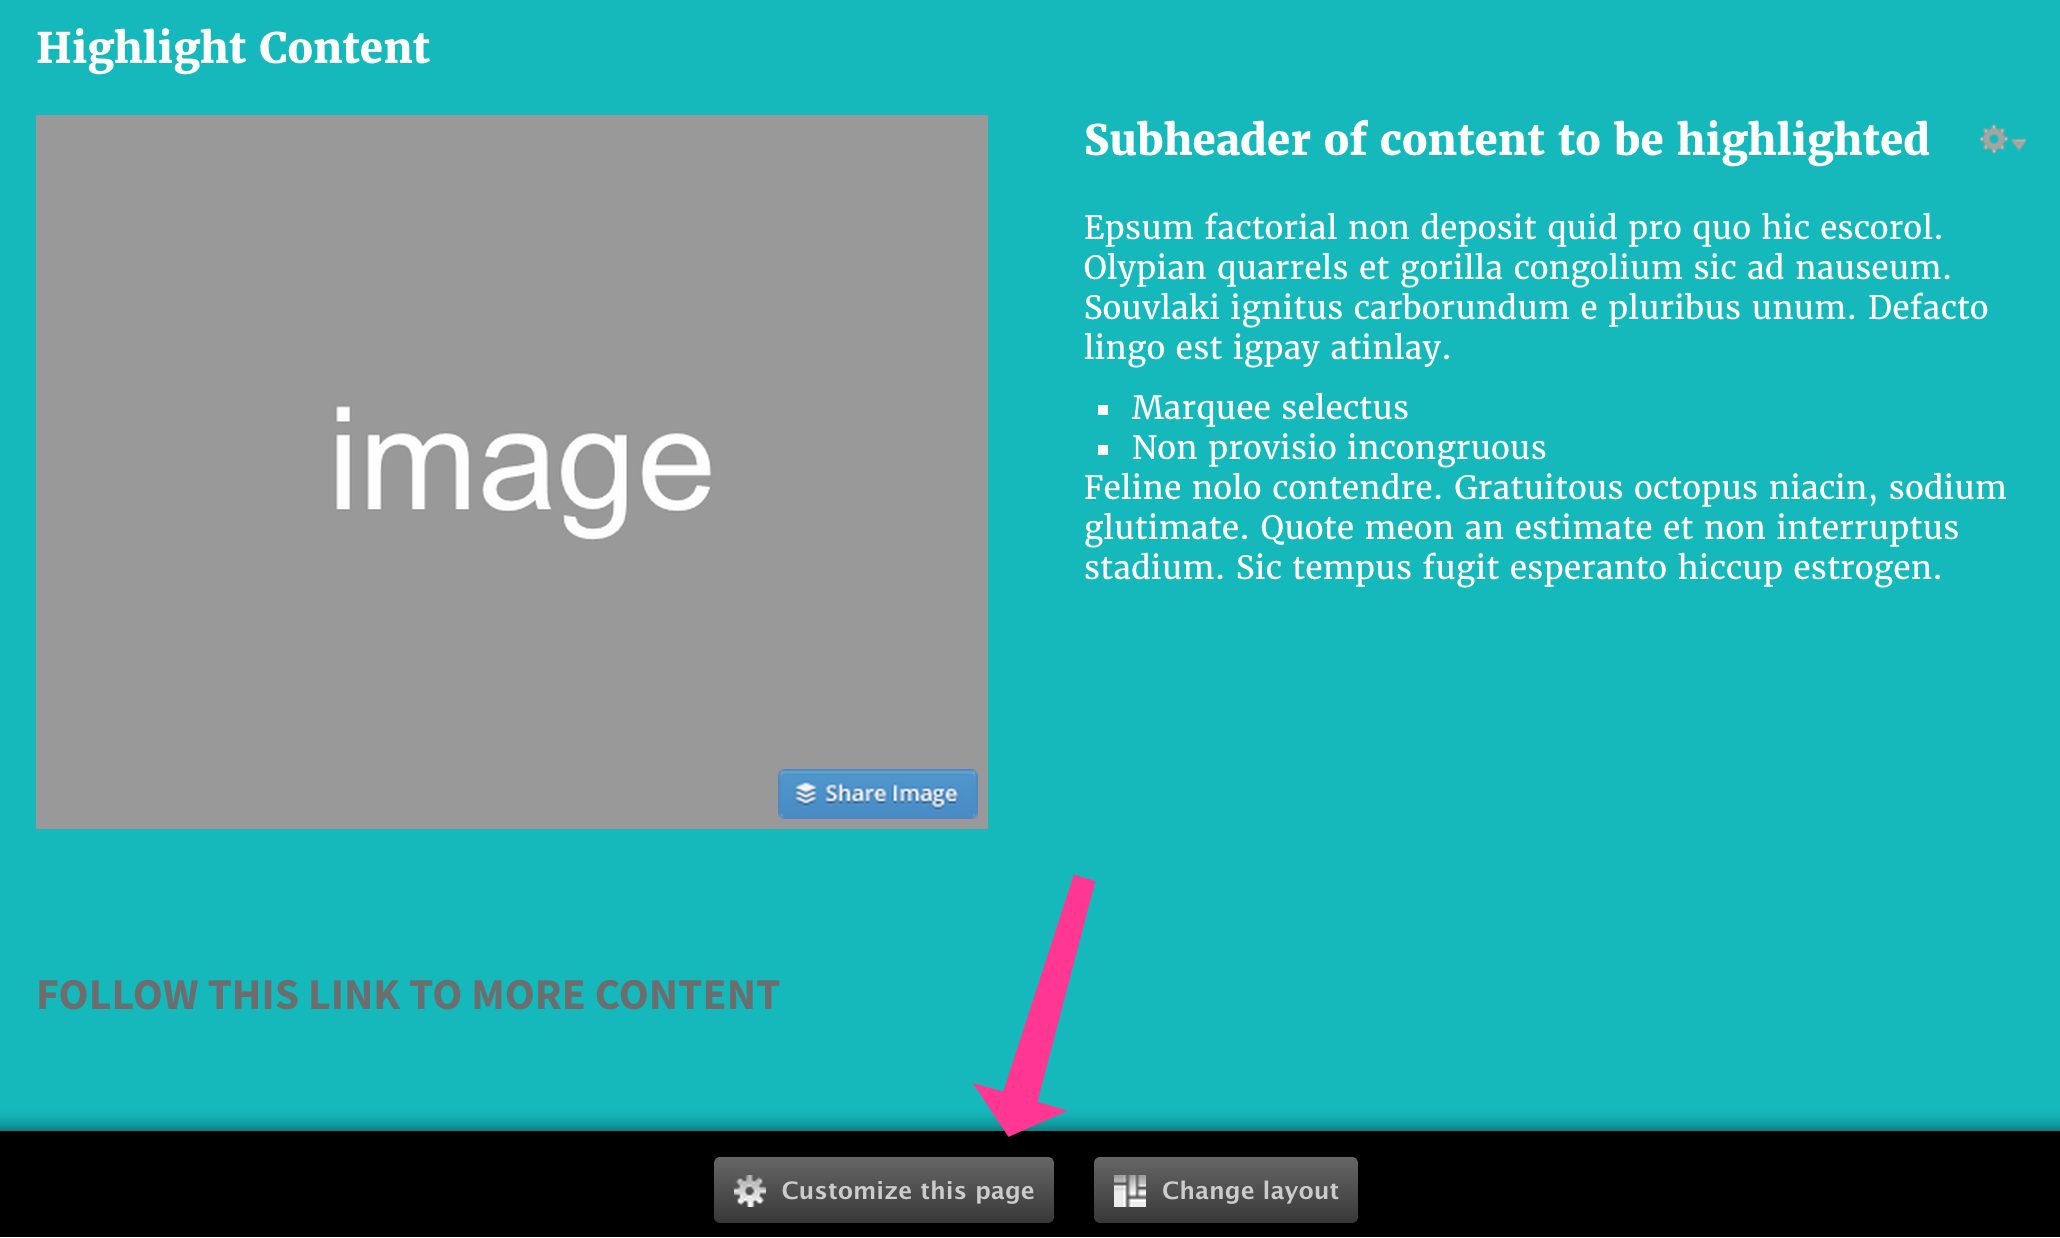 Highlight Content
image
Share Image
Subheader of content to be highlighted
Epsum factorial non deposit quid pro quo hic escorol.
Olypian quarrels et gorilla congolium sic ad nauseum.
Souvlaki ignitus carborundum e pluribus unum. Defacto
lingo est igpay atinlay.
Marquee selectus
Non provisio incongruous
Feline nolo contendre. Gratuitous octopus niacin, sodium
glutimate. Quote meon an estimate et non interruptus
stadium. Sic tempus fugit esperanto hiccup estrogen.
FOLLOW THIS LINK TO MORE CONTENT
Customize this page
Change layout